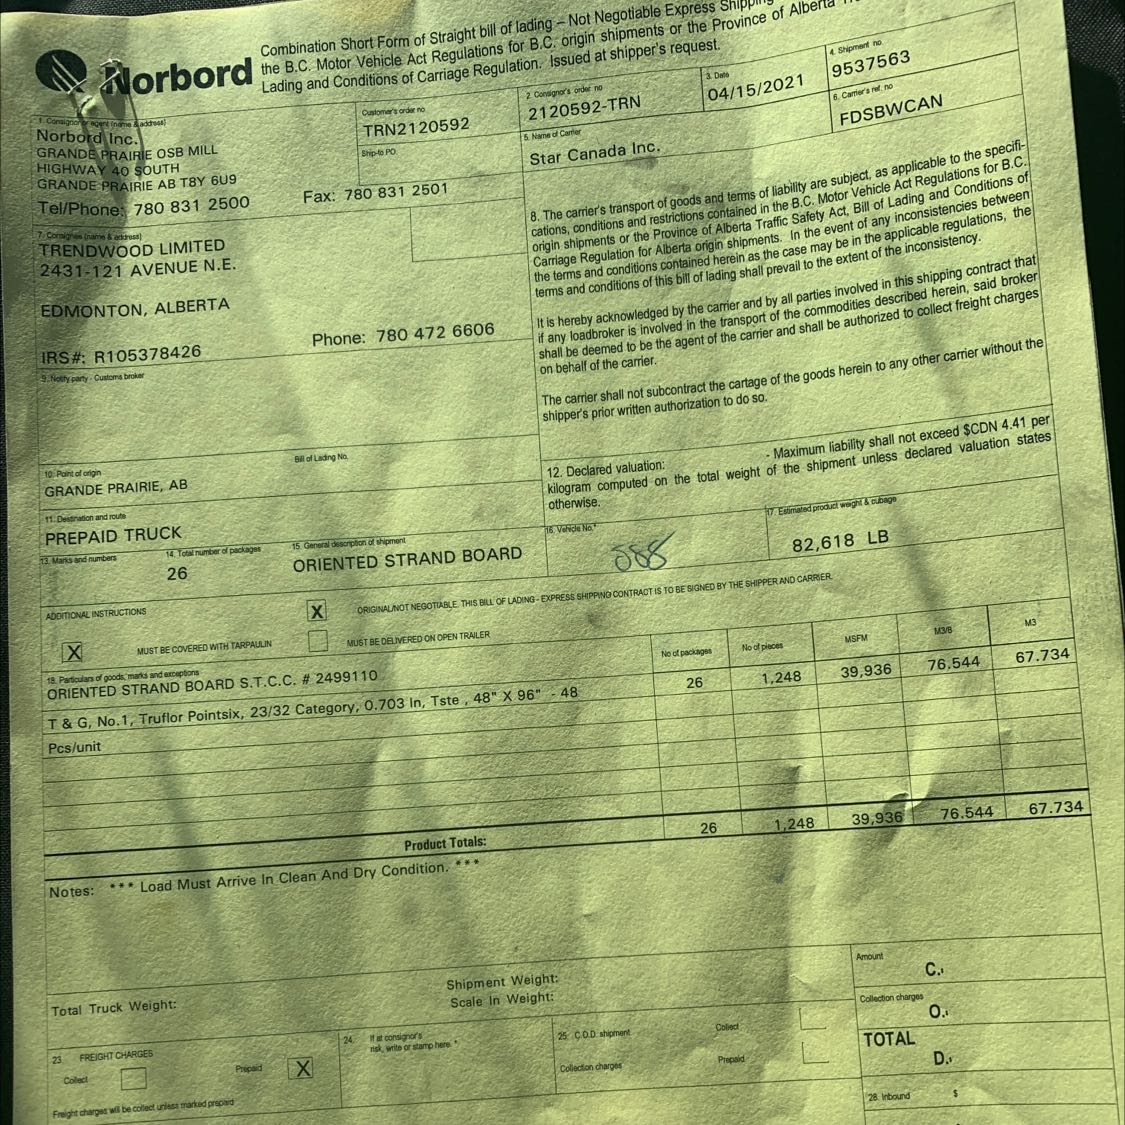 Norbord
Combination Short Form of Straight bill of lading – Not Negotiable Express Shipping
the B.C. Motor Vehicle Act Regulations for B.C. origin shipments or the Province of Alberta
Lading and Conditions of Carriage Regulation. Issued at shipper's request.
1. Consignor or agent (name & address)
Norbord Inc.
GRANDE PRAIRIE OSB MILL
HIGHWAY 40 SOUTH
GRANDE PRAIRIE AB T8Y 6U9
Tel/Phone: 780 831 2500
Fax: 780 831 2501
Customer's order no
TRN2120592
Ship-to PO
2. Consignor's order no
2120592-TRN
3. Date
04/15/2021
4. Shipment no.
9537563
5. Name of Carrier
Star Canada Inc.
6. Carrier's ref. no
FDSBWCAN
7. Consignee (name & address)
TRENDWOOD LIMITED
2431-121 AVENUE N.E.
EDMONTON, ALBERTA
Phone: 780 472 6606
IRS#: R105378426
8. The carrier's transport of goods and terms of liability are subject, as applicable to the specifi-
cations, conditions and restrictions contained in the B.C. Motor Vehicle Act Regulations for B.C.
origin shipments or the Province of Alberta Traffic Safety Act, Bill of Lading and Conditions of
Carriage Regulation for Alberta origin shipments. In the event of any inconsistencies between
the terms and conditions contained herein as the case may be in the applicable regulations, the
terms and conditions of this bill of lading shall prevail to the extent of the inconsistency.
It is hereby acknowledged by the carrier and by all parties involved in this shipping contract that
if any loadbroker is involved in the transport of the commodities described herein, said broker
shall be deemed to be the agent of the carrier and shall be authorized to collect freight charges
on behalf of the carrier.
The carrier shall not subcontract the cartage of the goods herein to any other carrier without the
shipper's prior written authorization to do so.
9. Notify party - Customs broker
10. Point of origin
Bill of Lading No.
GRANDE PRAIRIE, AB
11. Destination and route
PREPAID TRUCK
12. Declared valuation: - Maximum liability shall not exceed $CDN 4.41 per
kilogram computed on the total weight of the shipment unless declared valuation states
otherwise.
13. Marks and numbers
14. Total number of packages
26
15. General description of shipment
ORIENTED STRAND BOARD
16. Vehicle No.*
17. Estimated product weight & cubage
82,618 LB
ADDITIONAL INSTRUCTIONS
X ORIGINAL/NOT NEGOTIABLE. THIS BILL OF LADING - EXPRESS SHIPPING CONTRACT IS TO BE SIGNED BY THE SHIPPER AND CARRIER.
X MUST BE COVERED WITH TARPAULIN
MUST BE DELIVERED ON OPEN TRAILER
18. Particulars of goods, marks and exceptions
No of packages No of pieces MSFM M3/8 M3
ORIENTED STRAND BOARD S.T.C.C. # 2499110
26 1,248 39,936 76.544 67.734
T & G, No.1, Truflor Pointsix, 23/32 Category, 0.703 In, Tste , 48" X 96" - 48
Pcs/unit
Product Totals: 26 1,248 39,936 76.544 67.734
Notes: *** Load Must Arrive In Clean And Dry Condition. ***
Total Truck Weight:
Shipment Weight:
Scale In Weight:
Amount
C.
Collection charges
O.
TOTAL
D.
23 FREIGHT CHARGES
Collect
Prepaid X
Freight charges will be collect unless marked prepaid
24. If at consignor's
risk, write or stamp here. *
25 C.O.D. shipment
Collect
Collection charges
Prepaid
28. Inbound $